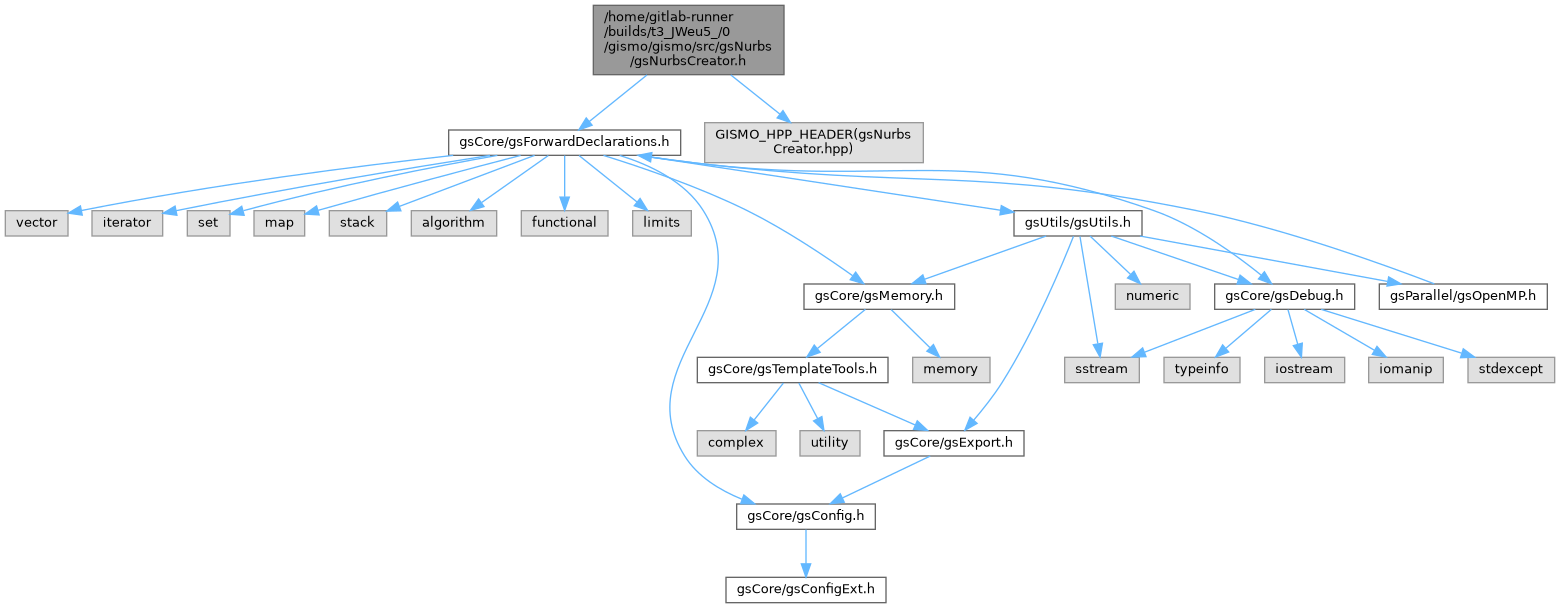 /home/gitlab-runner
/builds/t3_JWeu5_/0
/gismo/gismo/src/gsNurbs
/gsNurbsCreator.h
gsCore/gsForwardDeclarations.h
GISMO_HPP_HEADER(gsNurbs
Creator.hpp)
vector
iterator
set
map
stack
algorithm
functional
limits
gsUtils/gsUtils.h
gsCore/gsMemory.h
numeric
gsCore/gsDebug.h
gsParallel/gsOpenMP.h
gsCore/gsTemplateTools.h
memory
sstream
typeinfo
iostream
iomanip
stdexcept
complex
utility
gsCore/gsExport.h
gsCore/gsConfig.h
gsCore/gsConfigExt.h